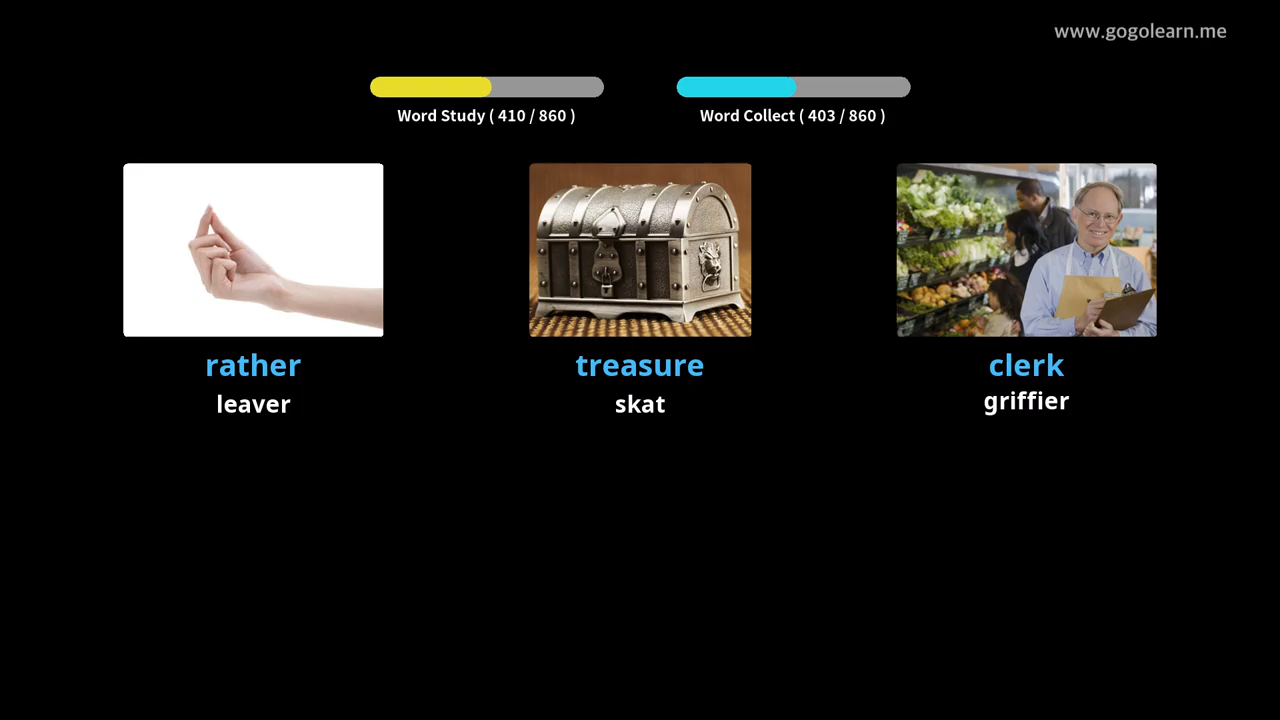 www.gogolearn.me
Word Study ( 410 / 860 )
Word Collect ( 403 / 860 )
rather
leaver
treasure
skat
clerk
griffier